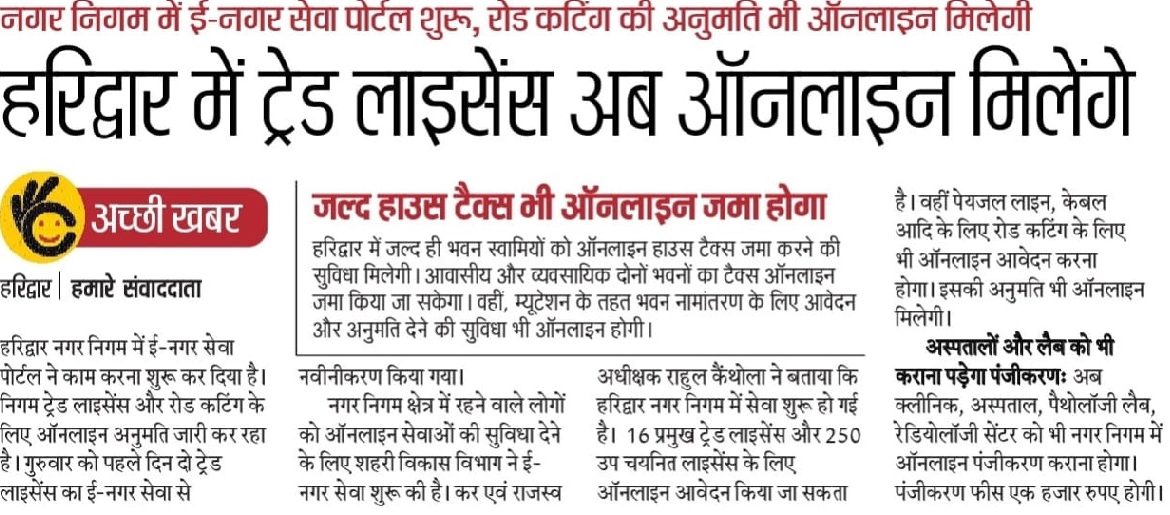 नगर निगम में ई-नगर सेवा पोर्टल शुरू, रोड कटिंग की अनुमति भी ऑनलाइन मिलेगी
हरिद्वार में ट्रेड लाइसेंस अब ऑनलाइन मिलेंगे
अच्छी खबर
हरिद्वार | हमारे संवाददाता
हरिद्वार नगर निगम में ई-नगर सेवा
पोर्टल ने काम करना शुरू कर दिया है।
निगम ट्रेड लाइसेंस और रोड कटिंग के
लिए ऑनलाइन अनुमति जारी कर रहा
है। गुरुवार को पहले दिन दो ट्रेड
लाइसेंस का ई-नगर सेवा से
जल्द हाउस टैक्स भी ऑनलाइन जमा होगा
हरिद्वार में जल्द ही भवन स्वामियों को ऑनलाइन हाउस टैक्स जमा करने की
सुविधा मिलेगी। आवासीय और व्यवसायिक दोनों भवनों का टैक्स ऑनलाइन
जमा किया जा सकेगा। वहीं, म्यूटेशन के तहत भवन नामांतरण के लिए आवेदन
और अनुमति देने की सुविधा भी ऑनलाइन होगी।
नवीनीकरण किया गया।
नगर निगम क्षेत्र में रहने वाले लोगों
को ऑनलाइन सेवाओं की सुविधा देने
के लिए शहरी विकास विभाग ने ई-
नगर सेवा शुरू की है। कर एवं राजस्व
अधीक्षक राहुल कैंथोला ने बताया कि
हरिद्वार नगर निगम में सेवा शुरू हो गई
है। 16 प्रमुख ट्रेड लाइसेंस और 250
उप चयनित लाइसेंस के लिए
ऑनलाइन आवेदन किया जा सकता
है। वहीं पेयजल लाइन, केबल
आदि के लिए रोड कटिंग के लिए
भी ऑनलाइन आवेदन करना
होगा। इसकी अनुमति भी ऑनलाइन
मिलेगी।
अस्पतालों और लैब को भी
कराना पड़ेगा पंजीकरणः अब
क्लीनिक, अस्पताल, पैथोलॉजी लैब,
रेडियोलॉजी सेंटर को भी नगर निगम में
ऑनलाइन पंजीकरण कराना होगा।
पंजीकरण फीस एक हजार रुपए होगी।